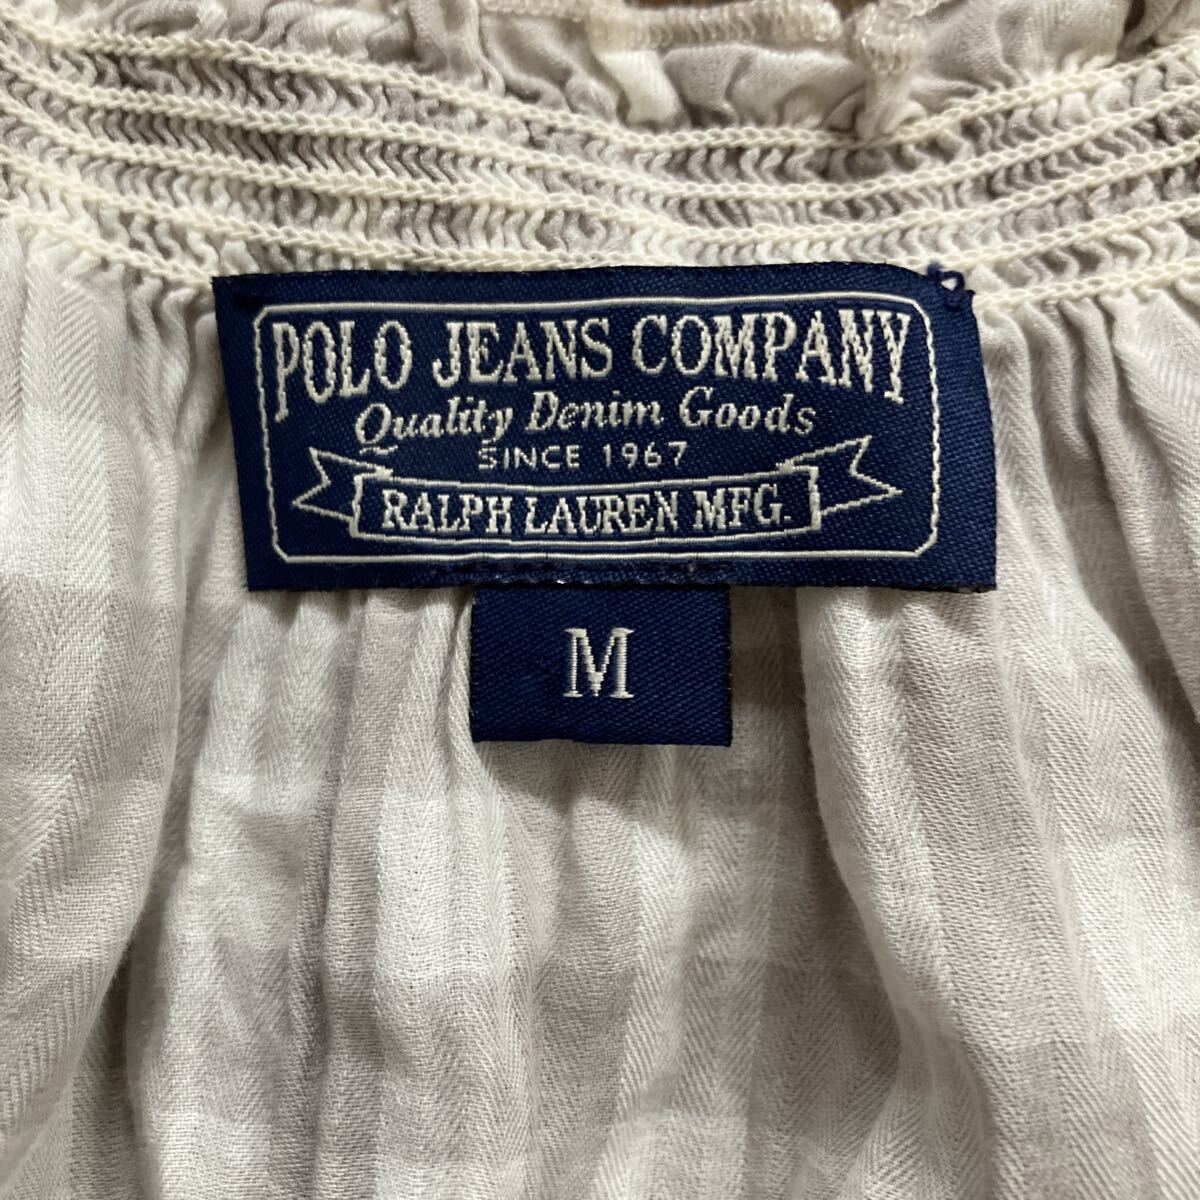 POLO JEANS COMPANY
Quality Denim Goods
SINCE 1967
RALPH LAUREN MFG.
M